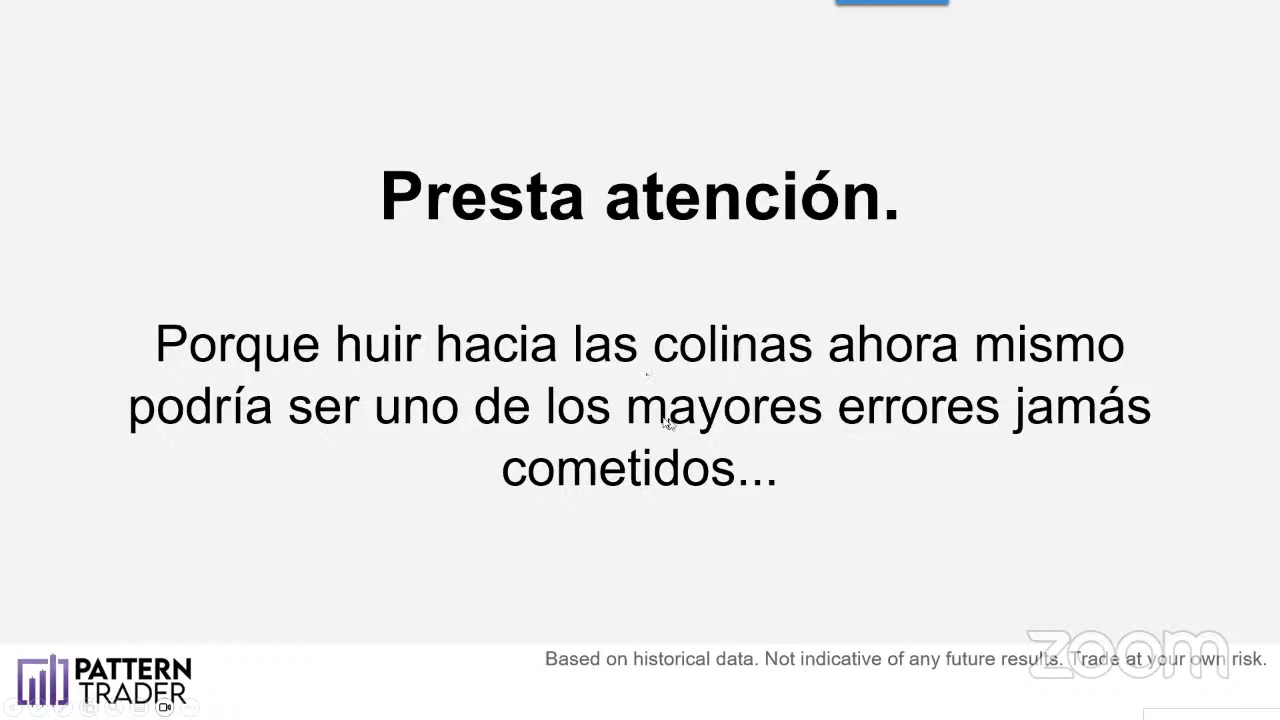 Presta atención.
Porque huir hacia las colinas ahora mismo
podría ser uno de los mayores errores jamás
cometidos...
zoom
Based on historical data. Not indicative of any future results. Trade at your own risk.
PATTERN
TRADER